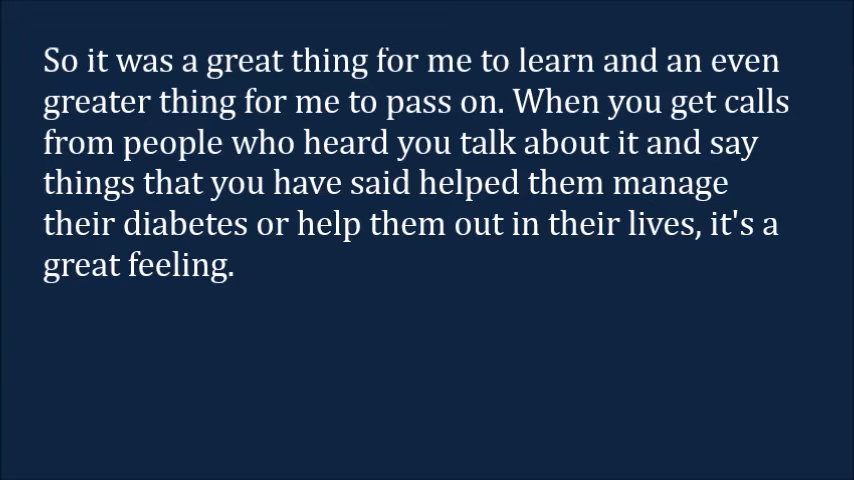 So it was a great thing for me to learn and an even
greater thing for me to pass on. When you get calls
from people who heard you talk about it and say
things that you have said helped them manage
their diabetes or help them out in their lives, it's a
great feeling.